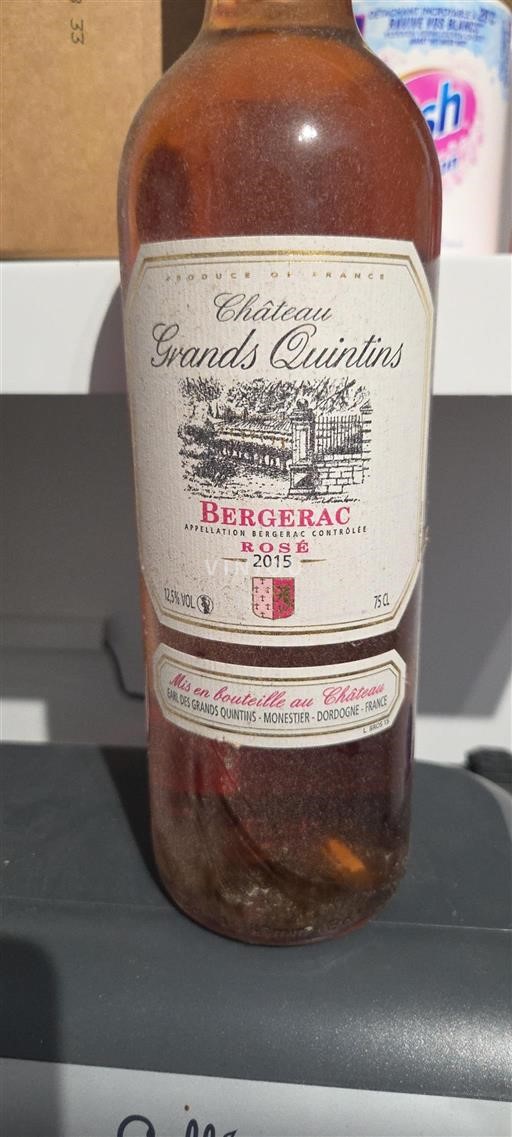 33
PRODUCE OF FRANCE
Château
Grands Quintins
BERGERAC
APPELLATION BERGERAC CONTRÔLÉE
ROSÉ
2015
12,5% VOL
75 CL
Mis en bouteille au Château
EARL DES GRANDS QUINTINS - MONESTIER - DORDOGNE - FRANCE